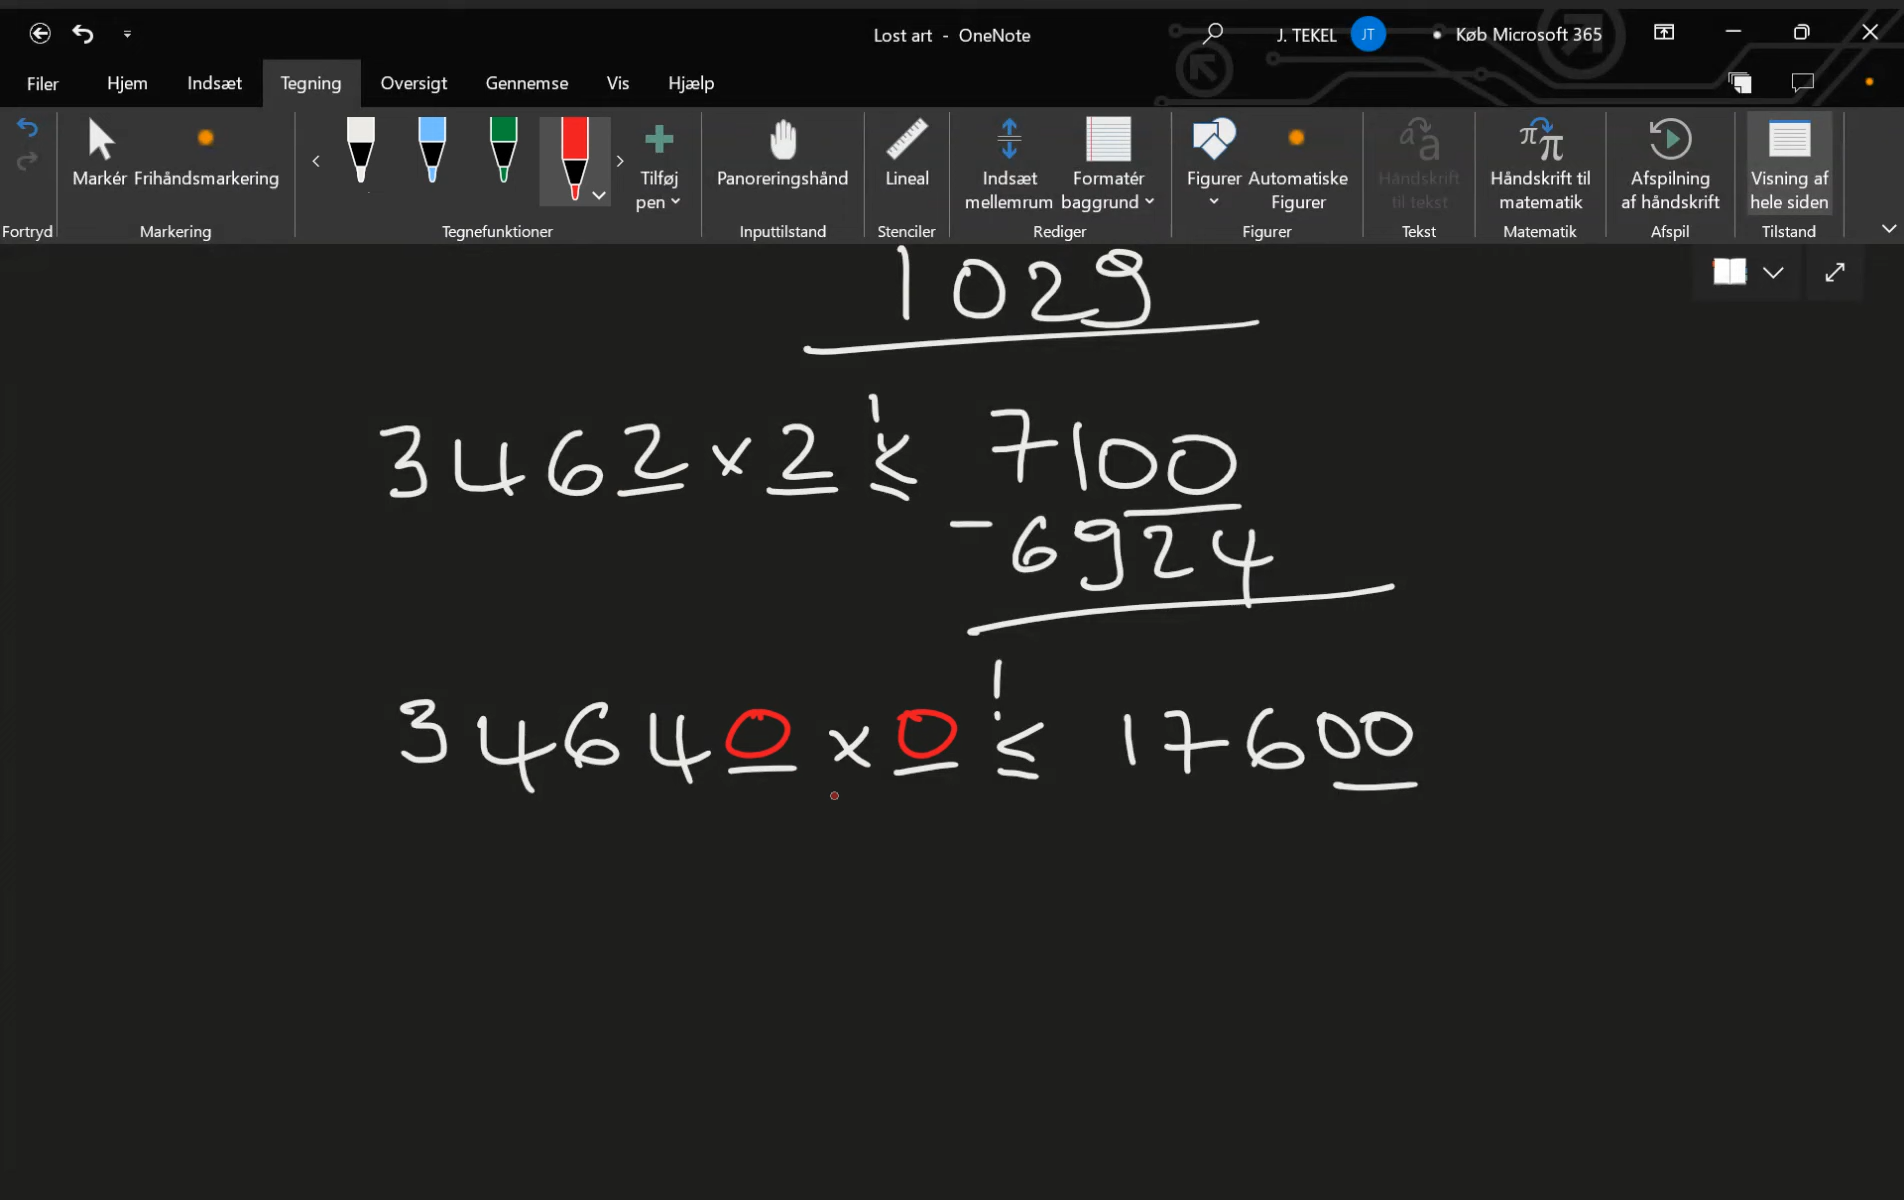 Lost art - OneNote
J. TEKEL JT Køb Microsoft 365
Filer Hjem Indsæt Tegning Oversigt Gennemse Vis Hjælp
Markér Frihåndsmarkering
Tilføj pen
Panoreringshånd
Lineal
Indsæt mellemrum
Formatér baggrund
Figurer
Automatiske Figurer
Håndskrift til tekst
Håndskrift til matematik
Afspilning af håndskrift
Visning af hele siden
Fortryd Markering Tegnefunktioner Inputtilstand Stenciler Rediger Figurer Tekst Matematik Afspil Tilstand
1029
3462 × 2 ≤ 7100
- 6924
34640 × 0 ≤ 17600